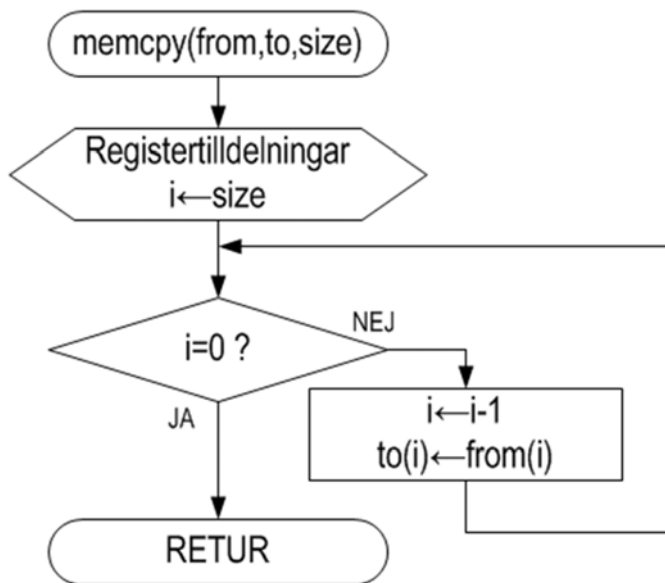 memcpy(from,to,size)
Registertilldelningar
i←size
i=0 ?
NEJ
JA
i←i-1
to(i)←from(i)
RETUR